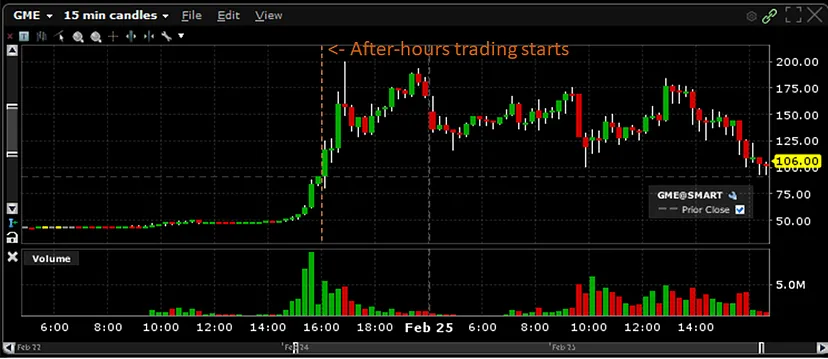 GME 15 min candles File Edit View
<- After-hours trading starts
200.00
175.00
150.00
125.00
106.00
100.00
75.00
50.00
GME@SMART
Prior Close
Volume
5.0M
6:00 8:00 10:00 12:00 14:00 16:00 18:00 Feb 25 6:00 8:00 10:00 12:00 14:00
Feb 22 Feb 24 Feb 25